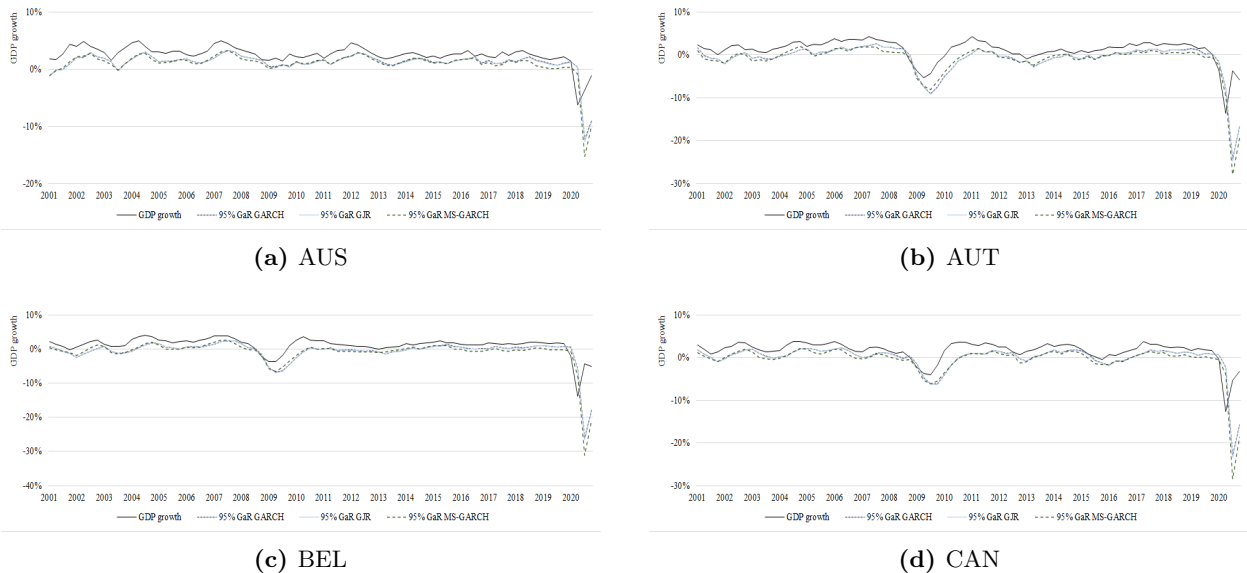 GDP growth
10%
0%
-10%
-20%
2001 2002 2003 2004 2005 2006 2007 2008 2009 2010 2011 2012 2013 2014 2015 2016 2017 2018 2019 2020
GDP growth 95% GaR GARCH 95% GaR GJR 95% GaR MS-GARCH
(a) AUS
GDP growth
10%
0%
-10%
-20%
-30%
2001 2002 2003 2004 2005 2006 2007 2008 2009 2010 2011 2012 2013 2014 2015 2016 2017 2018 2019 2020
GDP growth 95% GaR GARCH 95% GaR GJR 95% GaR MS-GARCH
(b) AUT
GDP growth
10%
0%
-10%
-20%
-30%
-40%
2001 2002 2003 2004 2005 2006 2007 2008 2009 2010 2011 2012 2013 2014 2015 2016 2017 2018 2019 2020
GDP growth 95% GaR GARCH 95% GaR GJR 95% GaR MS-GARCH
(c) BEL
GDP growth
10%
0%
-10%
-20%
-30%
2001 2002 2003 2004 2005 2006 2007 2008 2009 2010 2011 2012 2013 2014 2015 2016 2017 2018 2019 2020
GDP growth 95% GaR GARCH 95% GaR GJR 95% GaR MS-GARCH
(d) CAN